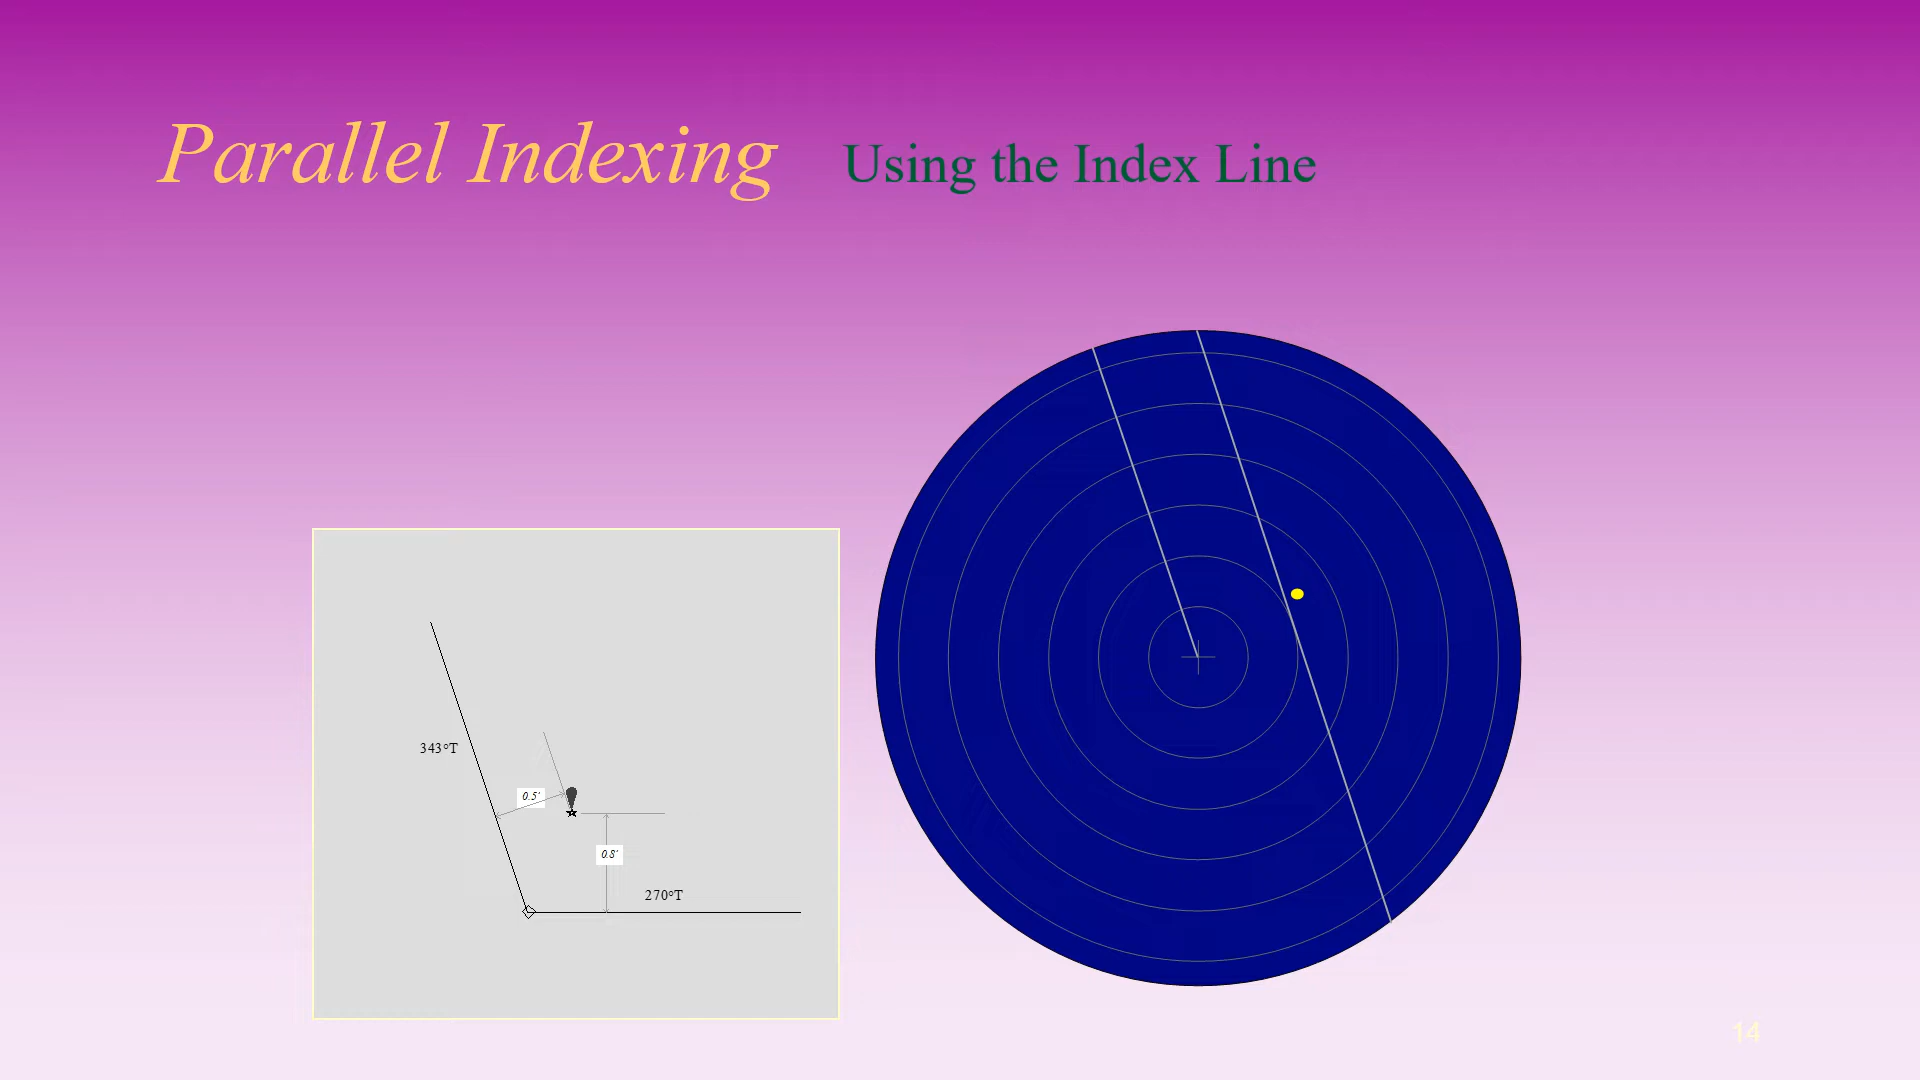 Parallel Indexing Using the Index Line
343°T
0.5'
0.8'
270°T
14